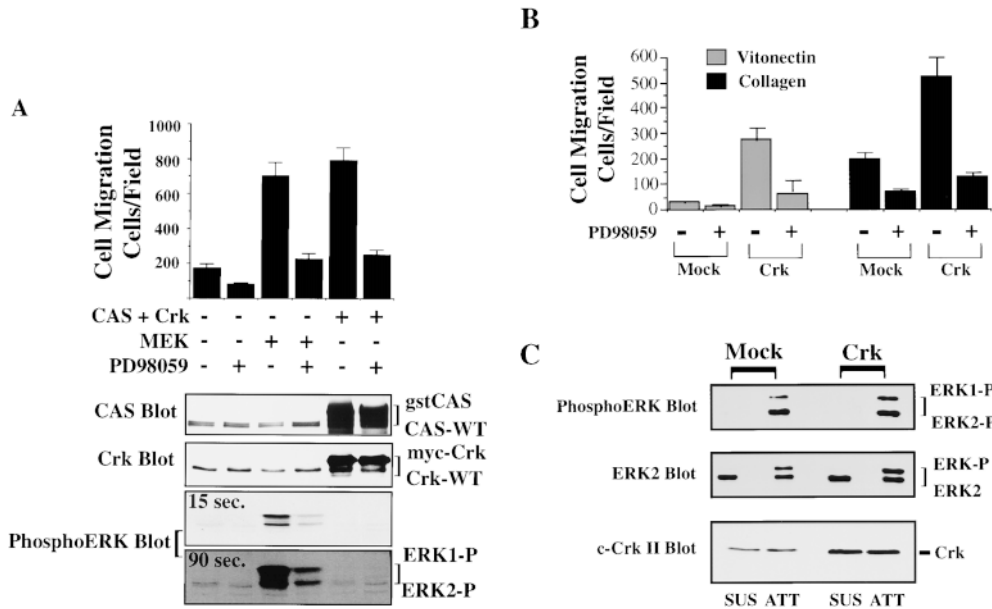 A
Cell Migration
Cells/Field
1000
800
600
400
200
CAS + Crk - - - - + +
MEK - - + + - -
PD98059 - + - + - +
CAS Blot
gstCAS
CAS-WT
Crk Blot
myc-Crk
Crk-WT
PhosphoERK Blot
15 sec.
90 sec.
ERK1-P
ERK2-P
B
Cell Migration
Cells/Field
600
500
400
300
200
100
0
Vitonectin
Collagen
PD98059 - + - + - + - +
Mock Crk Mock Crk
C
Mock Crk
PhosphoERK Blot
ERK1-P
ERK2-P
ERK2 Blot
ERK-P
ERK2
c-Crk II Blot
Crk
SUS ATT SUS ATT